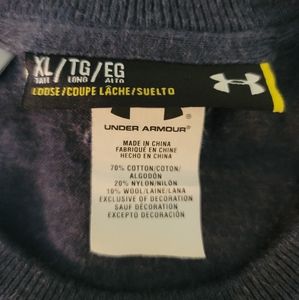 XL/TG/EG
TALL LONG ALTO
LOOSE/COUPE LÂCHE/SUELTO
UNDER ARMOUR
MADE IN CHINA
FABRIQUÉ EN CHINE
HECHO EN CHINA
70% COTTON/COTON/
ALGODÓN
20% NYLON/NILÓN
10% WOOL/LAINE/LANA
EXCLUSIVE OF DECORATION
SAUF DÉCORATION
EXCEPTO DECORACIÓN